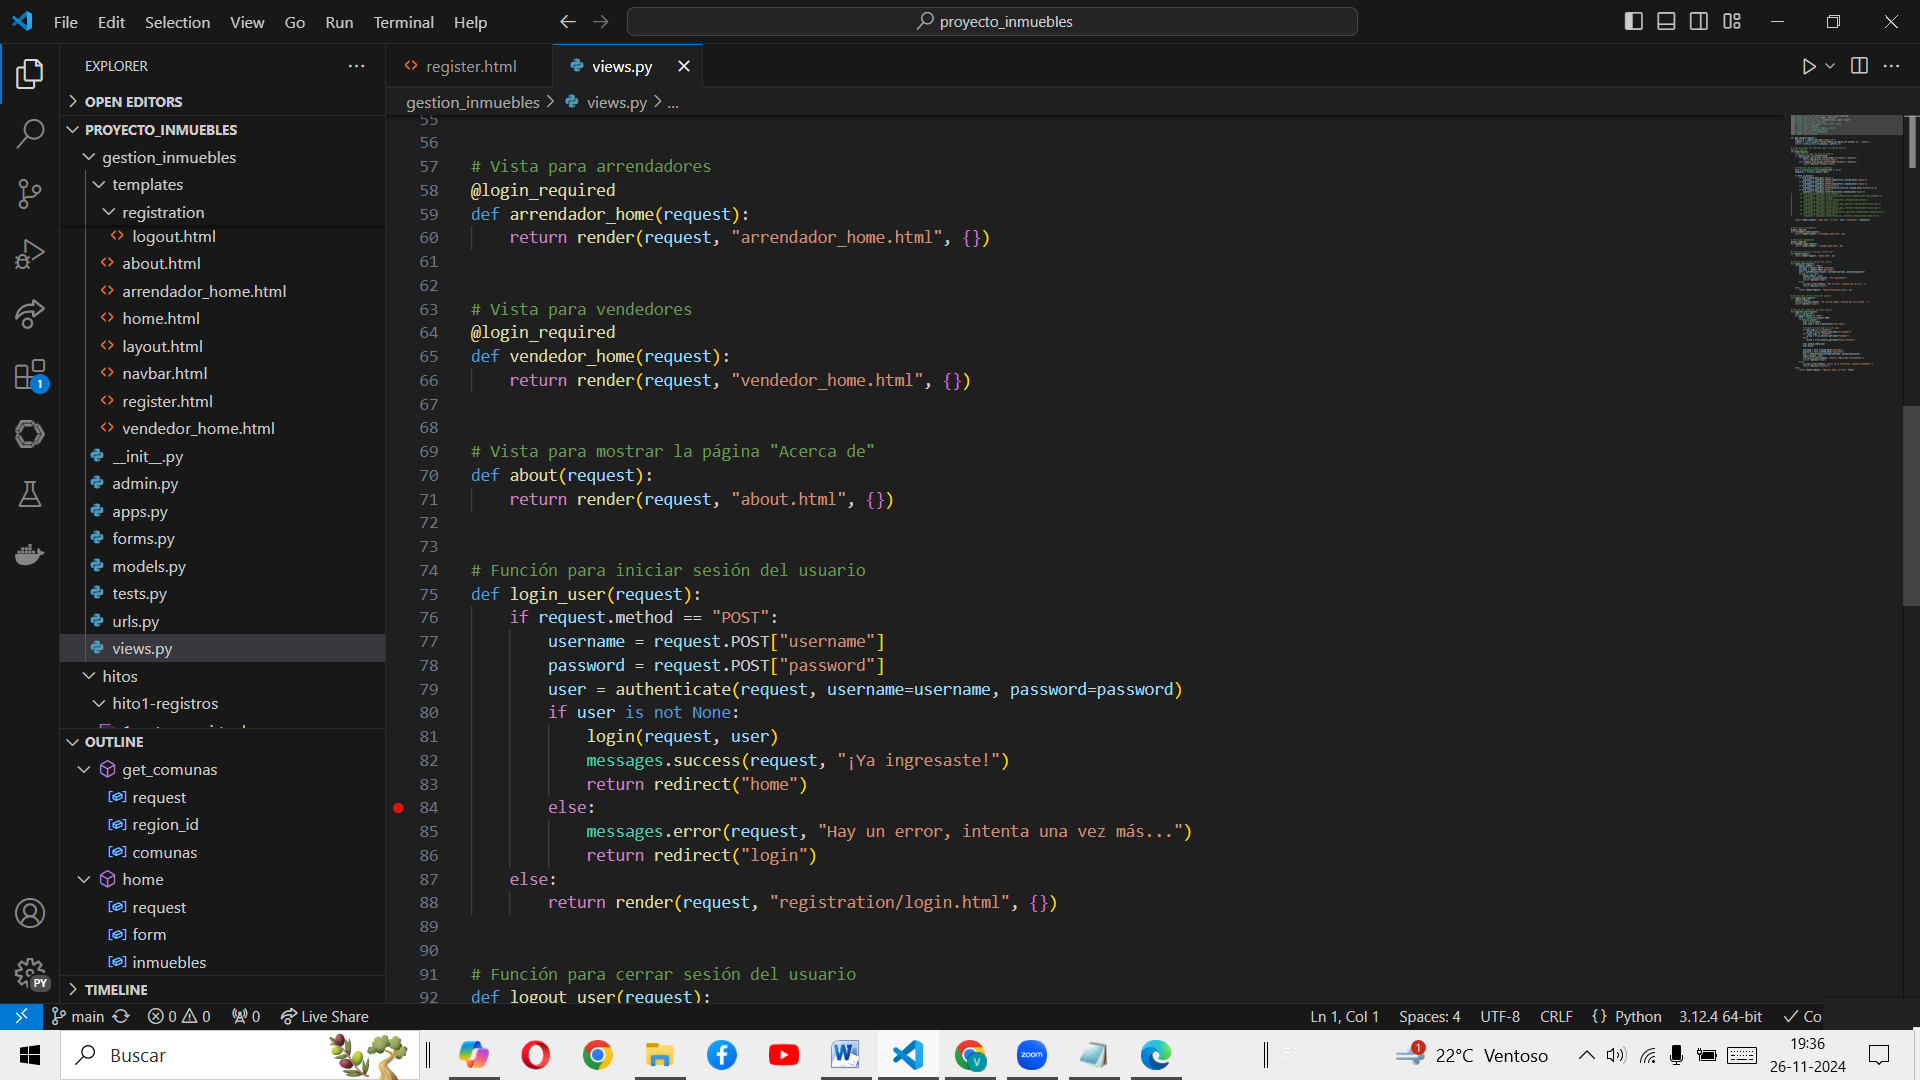 File Edit Selection View Go Run Terminal Help
proyecto_inmuebles
EXPLORER
OPEN EDITORS
PROYECTO_INMUEBLES
gestion_inmuebles
templates
registration
logout.html
about.html
arrendador_home.html
home.html
layout.html
navbar.html
register.html
vendedor_home.html
__init__.py
admin.py
apps.py
forms.py
models.py
tests.py
urls.py
views.py
hitos
hito1-registros
OUTLINE
get_comunas
request
region_id
comunas
home
request
form
inmuebles
TIMELINE
1
PY
register.html
views.py
gestion_inmuebles > views.py > ...
55
56
57 # Vista para arrendadores
58 @login_required
59 def arrendador_home(request):
60 return render(request, "arrendador_home.html", {})
61
62
63 # Vista para vendedores
64 @login_required
65 def vendedor_home(request):
66 return render(request, "vendedor_home.html", {})
67
68
69 # Vista para mostrar la página "Acerca de"
70 def about(request):
71 return render(request, "about.html", {})
72
73
74 # Función para iniciar sesión del usuario
75 def login_user(request):
76 if request.method == "POST":
77 username = request.POST["username"]
78 password = request.POST["password"]
79 user = authenticate(request, username=username, password=password)
80 if user is not None:
81 login(request, user)
82 messages.success(request, "¡Ya ingresaste!")
83 return redirect("home")
84 else:
85 messages.error(request, "Hay un error, intenta una vez más...")
86 return redirect("login")
87 else:
88 return render(request, "registration/login.html", {})
89
90
91 # Función para cerrar sesión del usuario
92 def logout_user(request):
main 0 0 0 Live Share
Ln 1, Col 1 Spaces: 4 UTF-8 CRLF {} Python 3.12.4 64-bit Co
Buscar
W
zoom
V
1
22°C Ventoso
19:36
26-11-2024